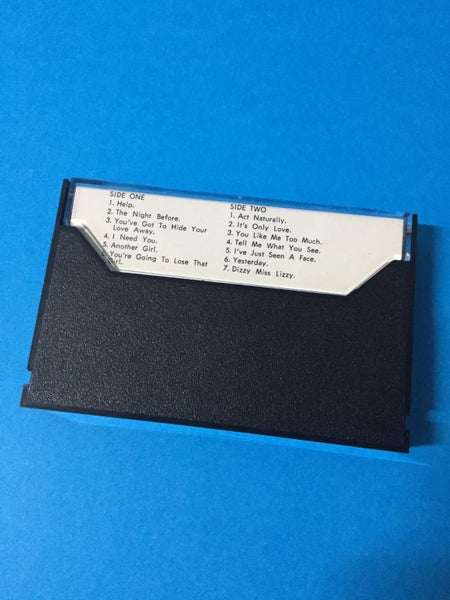 SIDE ONE
1. Help.
2. The Night Before.
3. You've Got To Hide Your
Love Away.
4. I Need You.
5. Another Girl.
6. You're Going To Lose That
Girl.
SIDE TWO
1. Act Naturally.
2. It's Only Love.
3. You Like Me Too Much.
4. Tell Me What You See.
5. I've Just Seen A Face.
6. Yesterday.
7. Dizzy Miss Lizzy.